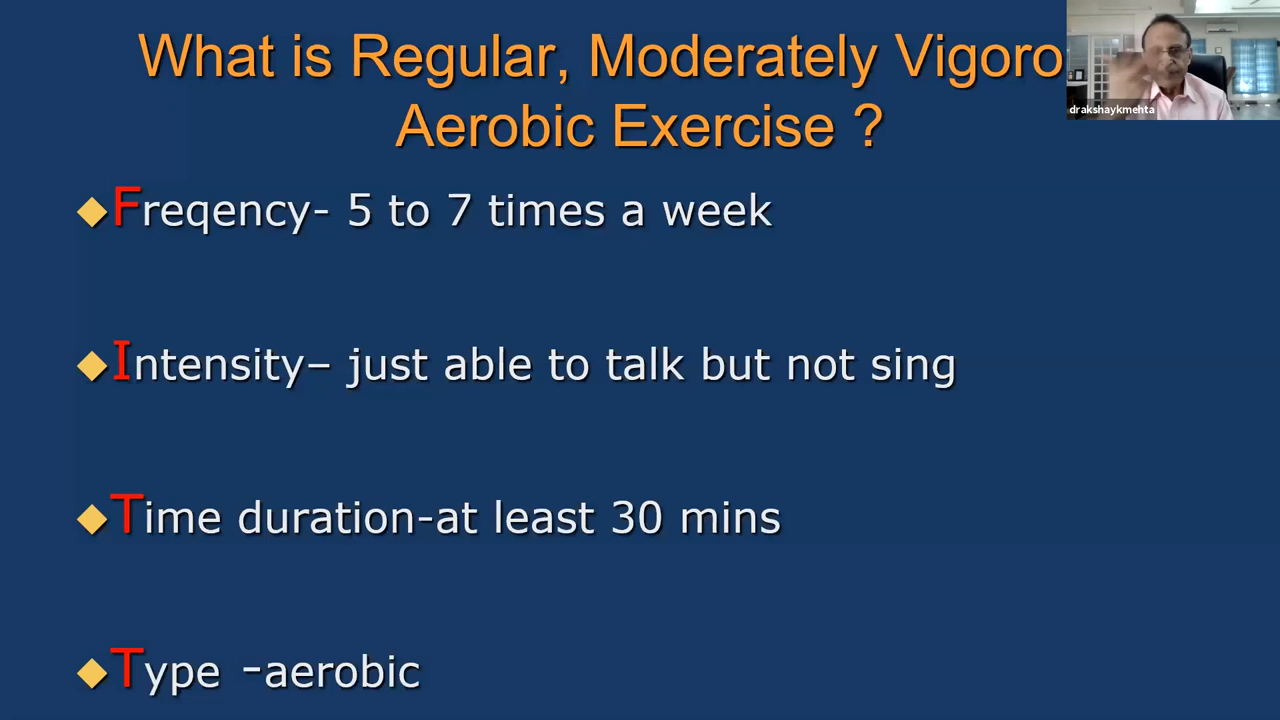 What is Regular, Moderately Vigoro
Aerobic Exercise ?
drakshaykmehta
◆Freqency- 5 to 7 times a week
◆Intensity– just able to talk but not sing
◆Time duration-at least 30 mins
◆Type -aerobic